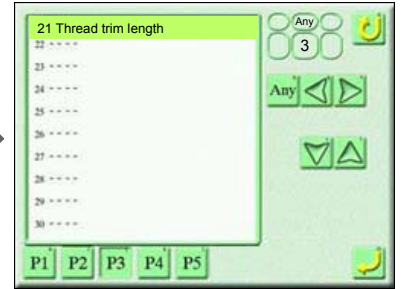 21 Thread trim length
22 ----
23 ----
24 ----
25 ----
26 ----
27 ----
28 ----
29 ----
30 ----
Any
3
Any
P1 P2 P3 P4 P5